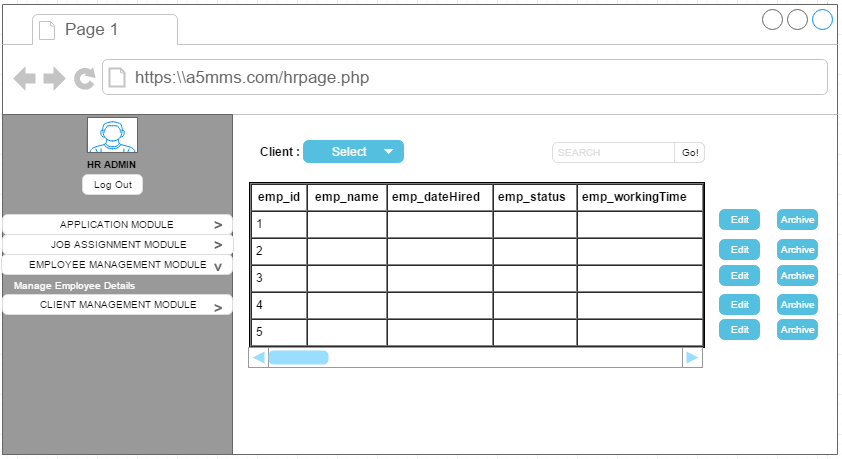 Page 1
https:\\a5mms.com/hrpage.php
HR ADMIN
Log Out
APPLICATION MODULE >
JOB ASSIGNMENT MODULE >
EMPLOYEE MANAGEMENT MODULE v
Manage Employee Details
CLIENT MANAGEMENT MODULE >
Client : Select SEARCH Go!
emp_id emp_name emp_dateHired emp_status emp_workingTime
1 Edit Archive
2 Edit Archive
3 Edit Archive
4 Edit Archive
5 Edit Archive